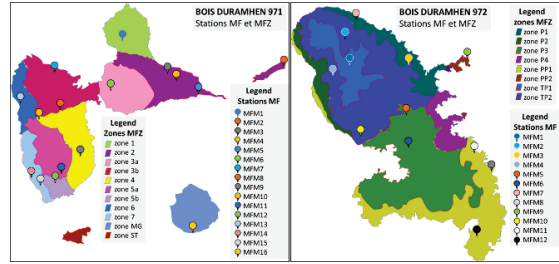 BOIS DURAMHEN 971
Stations MF et MFZ
Legend
Zones MFZ
zone 1
zone 2
zone 3a
zone 3b
zone 4
zone 5a
zone 5b
zone 6
zone 7
zone MG
zone ST
Legend
Stations MF
MFM1
MFM2
MFM3
MFM4
MFM5
MFM6
MFM7
MFM8
MFM9
MFM10
MFM11
MFM12
MFM13
MFM14
MFM15
MFM16
BOIS DURAMHEN 972
Stations MF et MFZ
Legend
zones MFZ
zone P1
zone P2
zone P3
zone P4
zone PP1
zone PP2
zone TP1
zone TP2
Legend
Stations MF
MFM1
MFM2
MFM3
MFM4
MFM5
MFM6
MFM7
MFM8
MFM9
MFM10
MFM11
MFM12